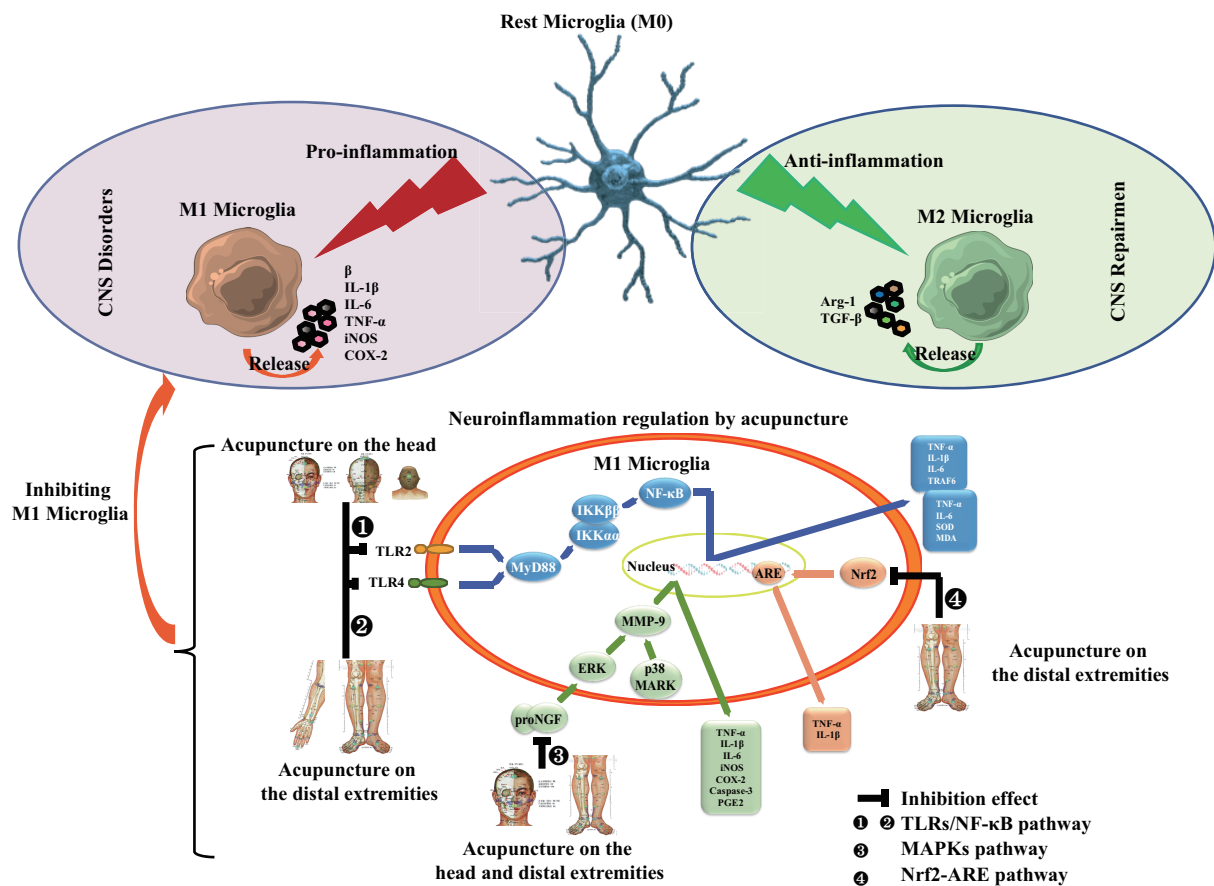 Rest Microglia (M0)
Pro-inflammation
Anti-inflammation
CNS Disorders
M1 Microglia
β
IL-1β
IL-6
TNF-α
iNOS
COX-2
Release
M2 Microglia
Arg-1
TGF-β
Release
CNS Repairmen
Neuroinflammation regulation by acupuncture
Inhibiting
M1 Microglia
Acupuncture on the head
❶
TLR2
TLR4
❷
Acupuncture on
the distal extremities
M1 Microglia
MyD88
IKKββ
IKKαα
NF-κB
Nucleus
ARE
Nrf2
MMP-9
ERK
p38
MARK
proNGF
❸
Acupuncture on the
head and distal extremities
TNF-α
IL-1β
IL-6
TRAF6
TNF-α
IL-6
SOD
MDA
TNF-α
IL-1β
TNF-α
IL-1β
IL-6
iNOS
COX-2
Caspase-3
PGE2
❹
Acupuncture on
the distal extremities
Inhibition effect
❶ ❷ TLRs/NF-κB pathway
❸ MAPKs pathway
❹ Nrf2-ARE pathway